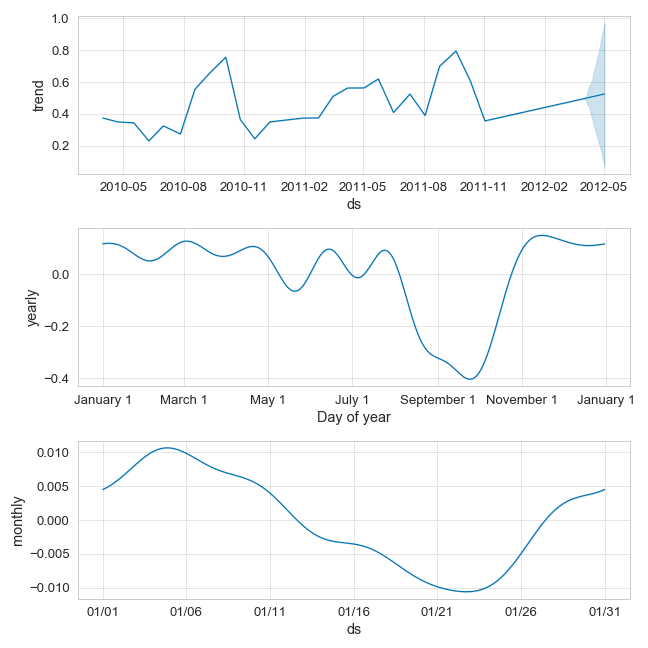 1.0
0.8
0.6
0.4
0.2
trend
2010-05 2010-08 2010-11 2011-02 2011-05 2011-08 2011-11 2012-02 2012-05
ds
0.0
−0.2
−0.4
yearly
January 1 March 1 May 1 July 1 September 1 November 1 January 1
Day of year
0.010
0.005
0.000
−0.005
−0.010
monthly
01/01 01/06 01/11 01/16 01/21 01/26 01/31
ds